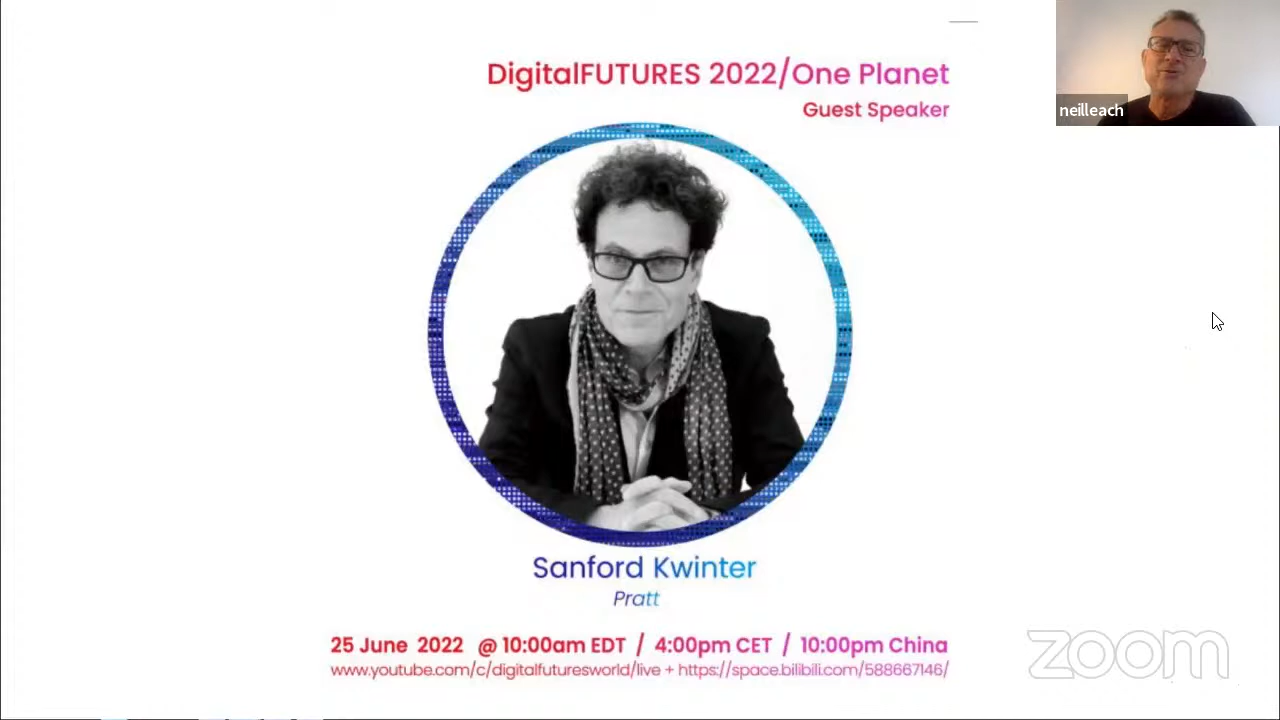 DigitalFUTURES 2022/One Planet
Guest Speaker
neilleach
Sanford Kwinter
Pratt
25 June 2022 @ 10:00am EDT / 4:00pm CET / 10:00pm China
www.youtube.com/c/digitalfuturesworld/live + https://space.bilibili.com/588667146/
zoom